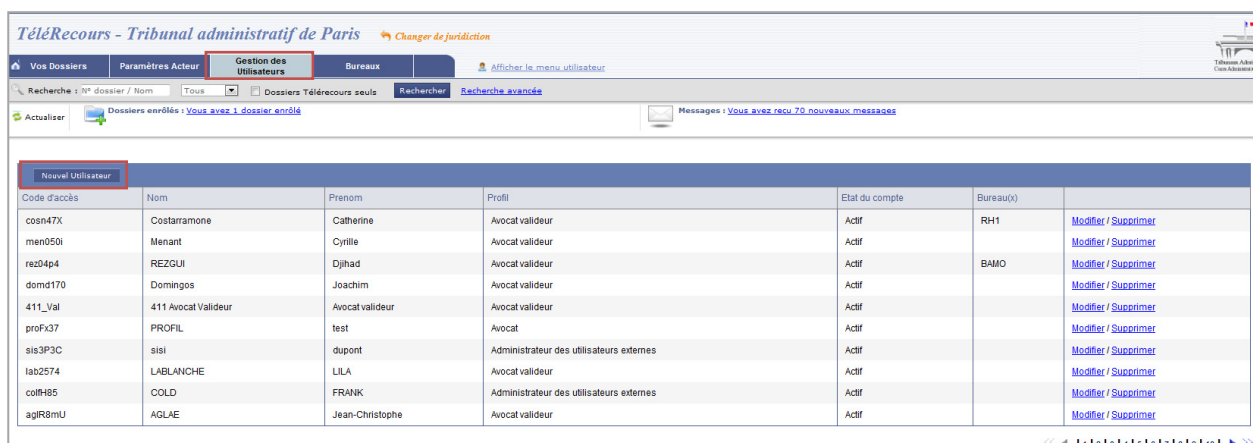 TéléRecours - Tribunal administratif de Paris Changer de juridiction
Vos Dossiers Paramètres Acteur Gestion des Utilisateurs Bureaux Afficher le menu utilisateur
Recherche : N° dossier / Nom Tous Dossiers Télérecours seuls Rechercher Recherche avancée
Actualiser Dossiers enrôlés : Vous avez 1 dossier enrôlé Messages : Vous avez reçu 70 nouveaux messages
Nouvel Utilisateur
Code d'accès Nom Prenom Profil Etat du compte Bureau(x)
cosn47X Costarramone Catherine Avocat valideur Actif RH1 Modifier / Supprimer
men050i Menant Cyrille Avocat valideur Actif Modifier / Supprimer
rez04p4 REZGUI Djihad Avocat valideur Actif BAMO Modifier / Supprimer
domd170 Domingos Joachim Avocat valideur Actif Modifier / Supprimer
411_Val 411 Avocat Valideur Avocat valideur Avocat valideur Actif Modifier / Supprimer
proFx37 PROFIL test Avocat Actif Modifier / Supprimer
sis3P3C sisi dupont Administrateur des utilisateurs externes Actif Modifier / Supprimer
lab2574 LABLANCHE LILA Avocat valideur Actif Modifier / Supprimer
colfH85 COLD FRANK Administrateur des utilisateurs externes Actif Modifier / Supprimer
aglR8mU AGLAE Jean-Christophe Avocat valideur Actif Modifier / Supprimer